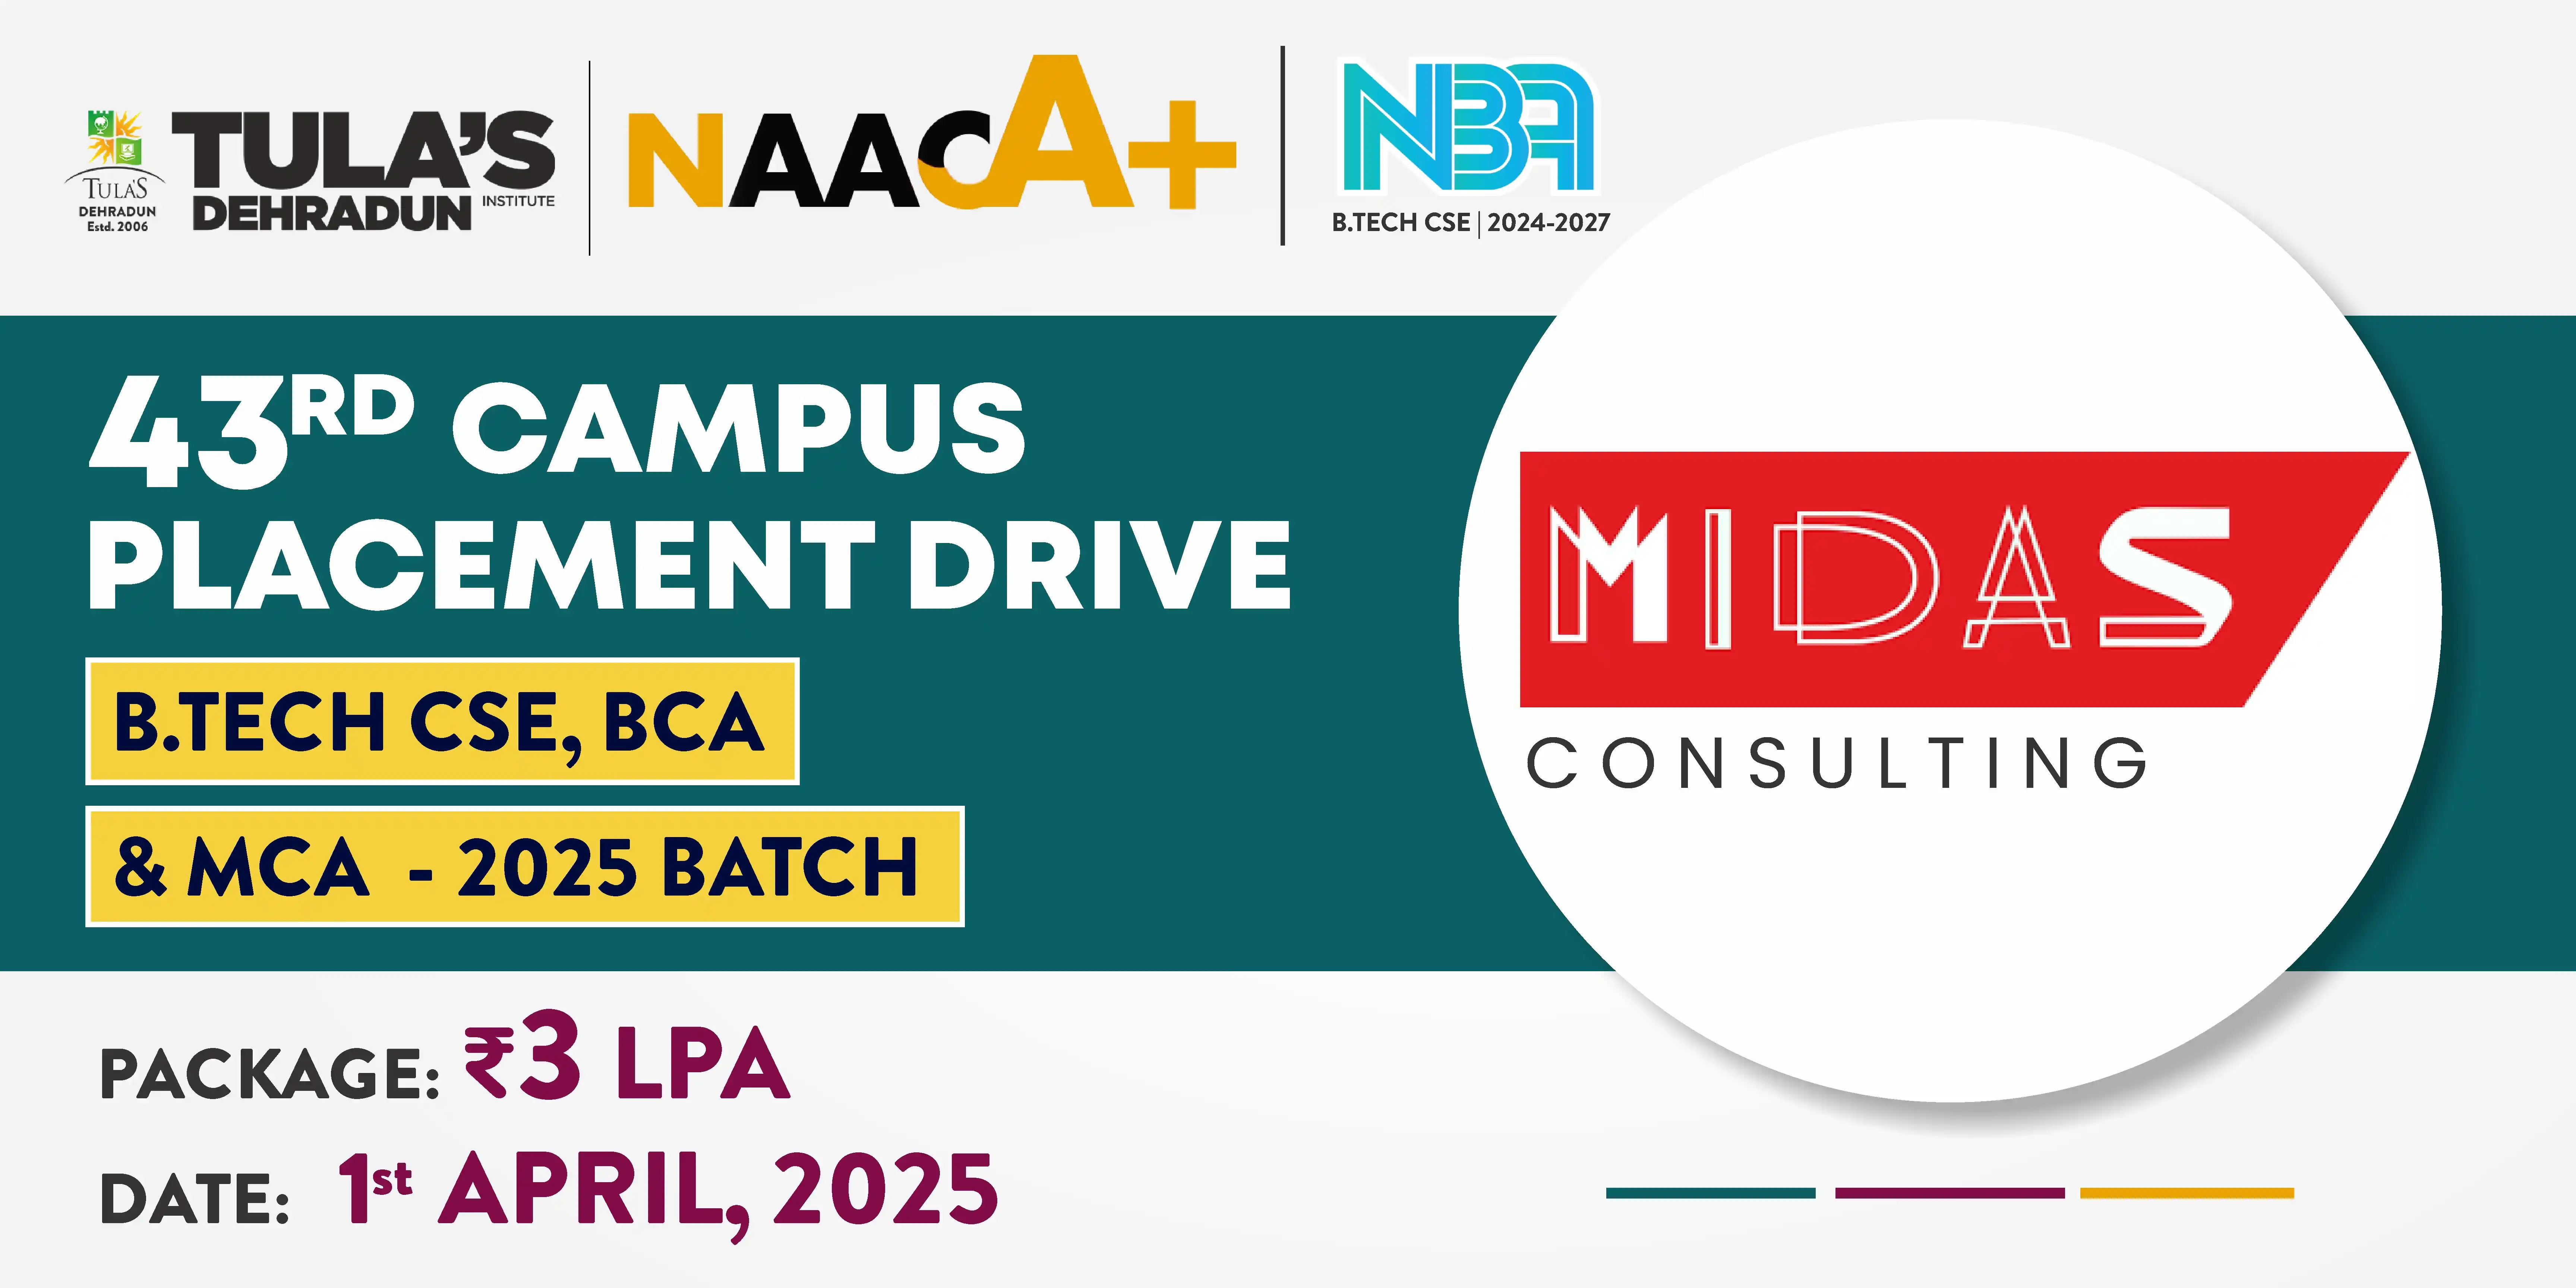 TULA'S
DEHRADUN
Estd. 2006
TULA'S
DEHRADUN INSTITUTE
NAAC A+
NBA
B.TECH CSE | 2024-2027
43RD CAMPUS
PLACEMENT DRIVE
B.TECH CSE, BCA
& MCA - 2025 BATCH
MIDAS
CONSULTING
PACKAGE: ₹3 LPA
DATE: 1st APRIL, 2025